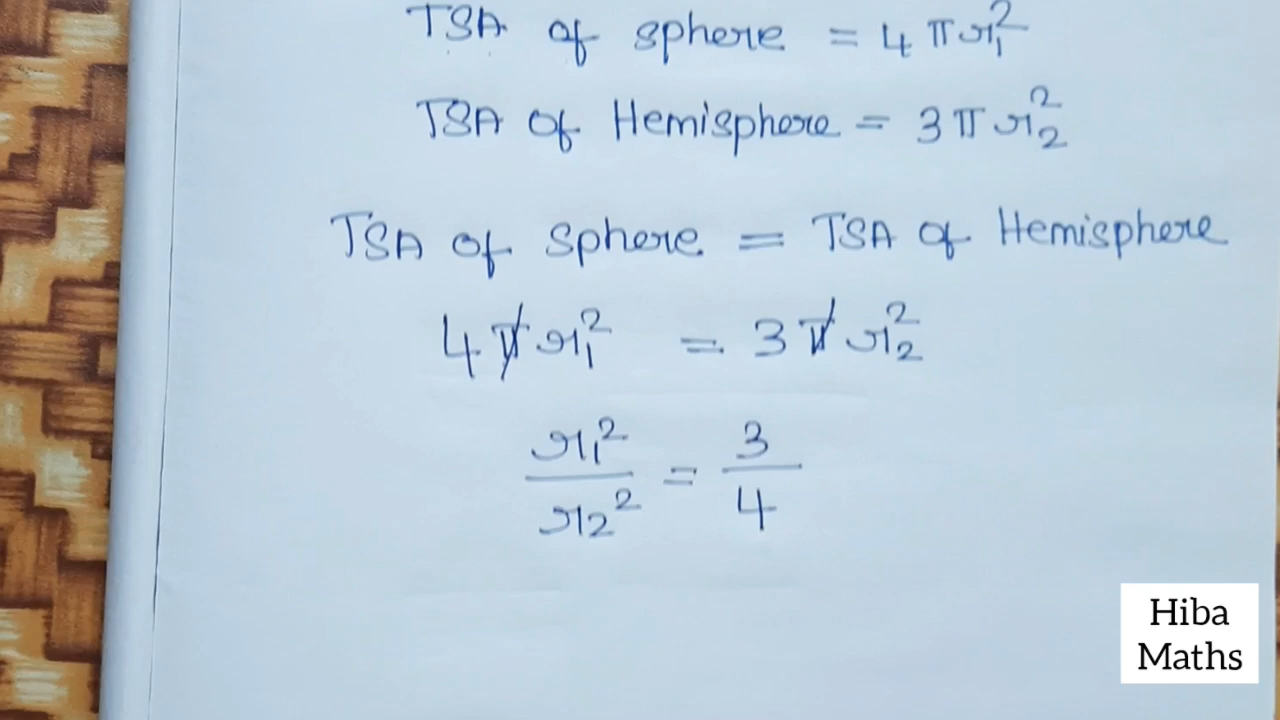 TSA of sphere = 4πr₁²
TSA of Hemisphere = 3πr₂²
TSA of sphere = TSA of Hemisphere
4πr₁² = 3πr₂²
r₁²/r₂² = 3/4
Hiba
Maths